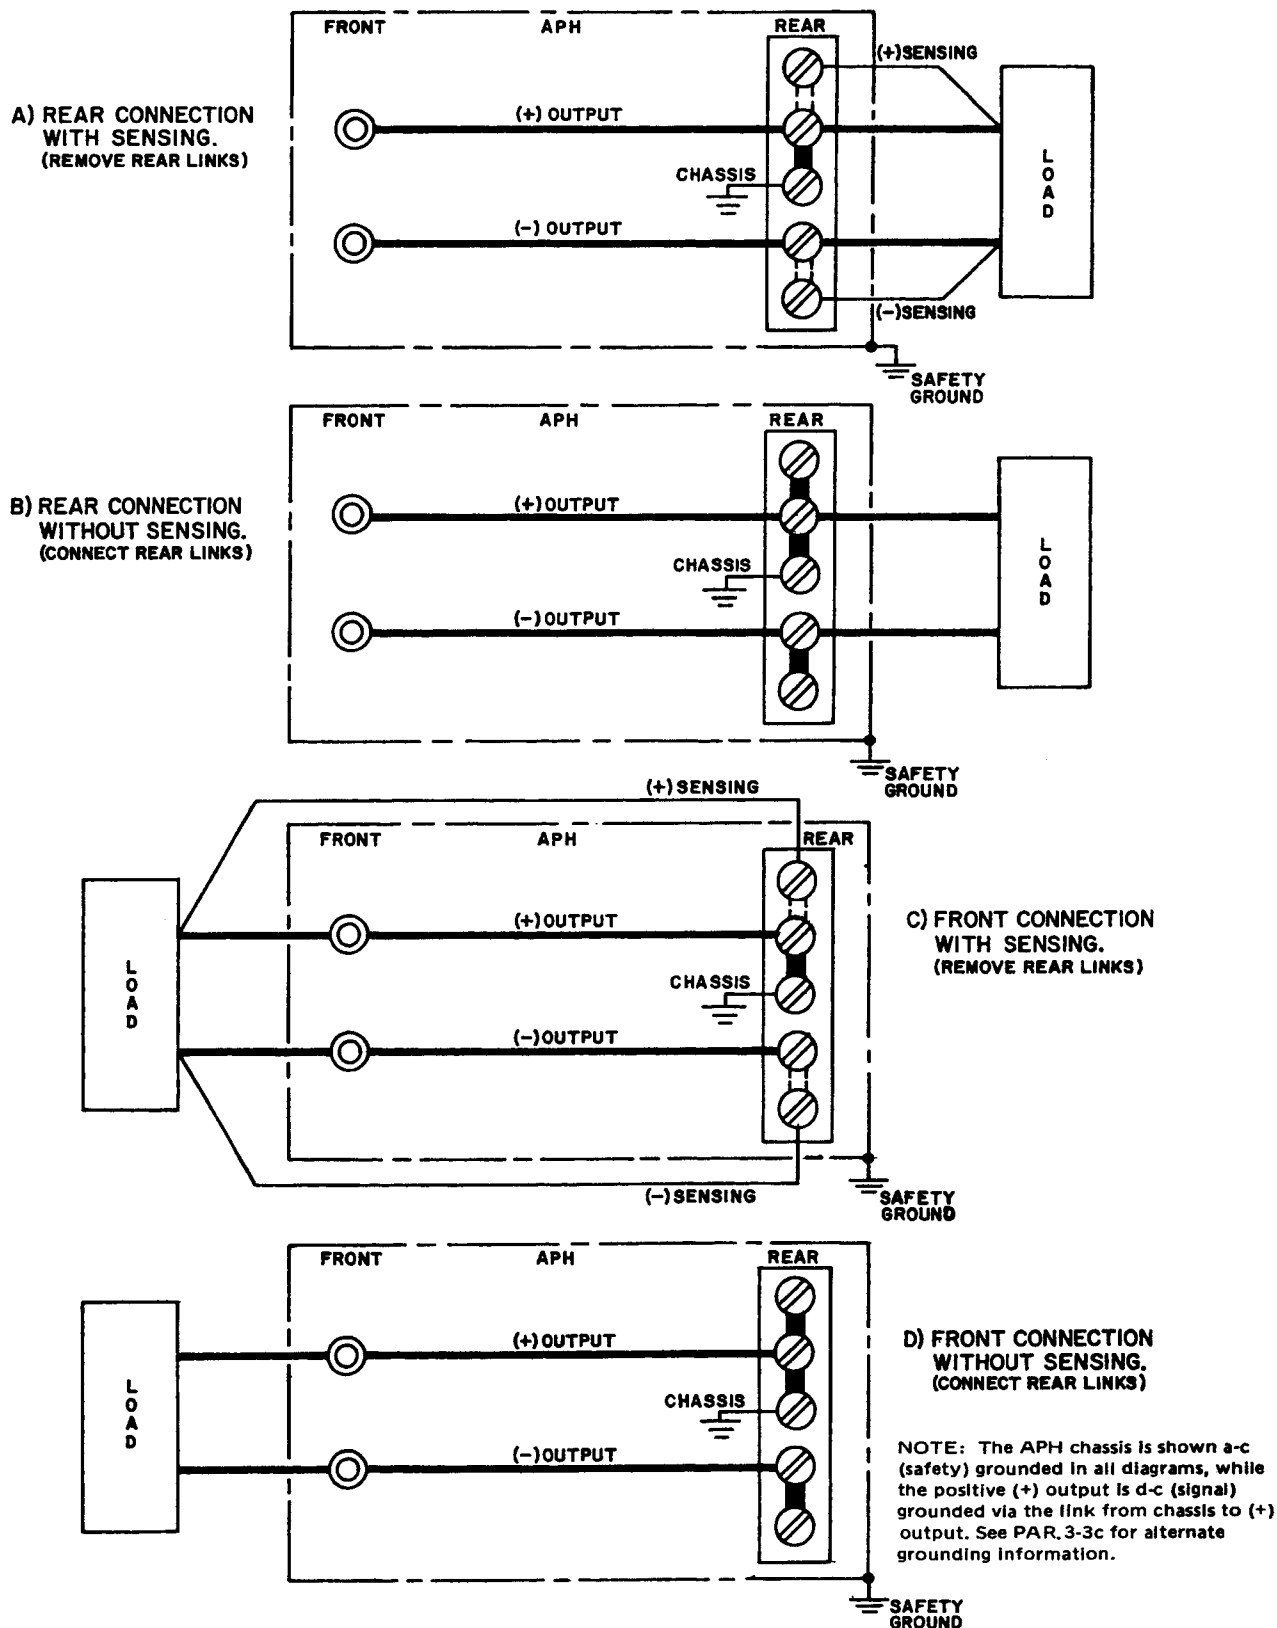 FRONT APH REAR
(+)SENSING
A) REAR CONNECTION
WITH SENSING.
(REMOVE REAR LINKS)
(+) OUTPUT
CHASSIS
(-) OUTPUT
LOAD
(-)SENSING
SAFETY
GROUND
FRONT APH REAR
B) REAR CONNECTION
WITHOUT SENSING.
(CONNECT REAR LINKS)
(+)OUTPUT
CHASSIS
(-)OUTPUT
LOAD
SAFETY
GROUND
(+)SENSING
FRONT APH REAR
(+)OUTPUT
C) FRONT CONNECTION
WITH SENSING.
(REMOVE REAR LINKS)
LOAD
CHASSIS
(-)OUTPUT
(-)SENSING
SAFETY
GROUND
FRONT APH REAR
(+)OUTPUT
D) FRONT CONNECTION
WITHOUT SENSING.
(CONNECT REAR LINKS)
LOAD
CHASSIS
(-)OUTPUT
NOTE: The APH chassis is shown a-c
(safety) grounded in all diagrams, while
the positive (+) output is d-c (signal)
grounded via the link from chassis to (+)
output. See PAR. 3-3c for alternate
grounding information.
SAFETY
GROUND